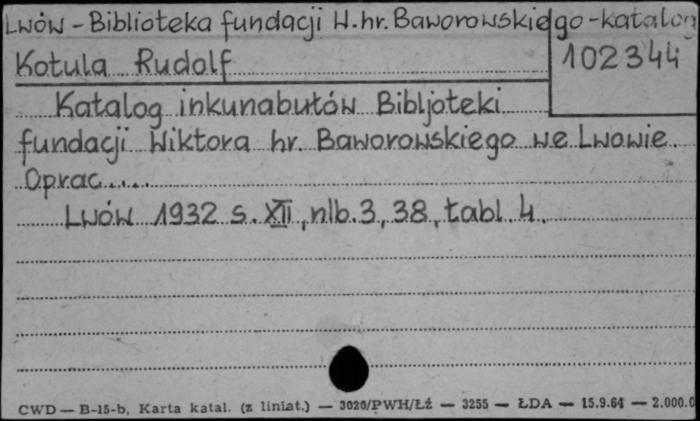 Lwów - Biblioteka fundacji W. hr. Baworowskiego - katalog
Kotula Rudolf
102344
Katalog inkunabułów Bibljoteki
fundacji Wiktora hr. Baworowskiego we Lwowie.
Oprac....
Lwów 1932 s. XII, nlb. 3, 38, tabl. 4.
CWD — B-15-b, Karta katal. (z liniat.) — 3020/PWH/Łź — 3255 — ŁDA — 15.9.64 — 2.000.0